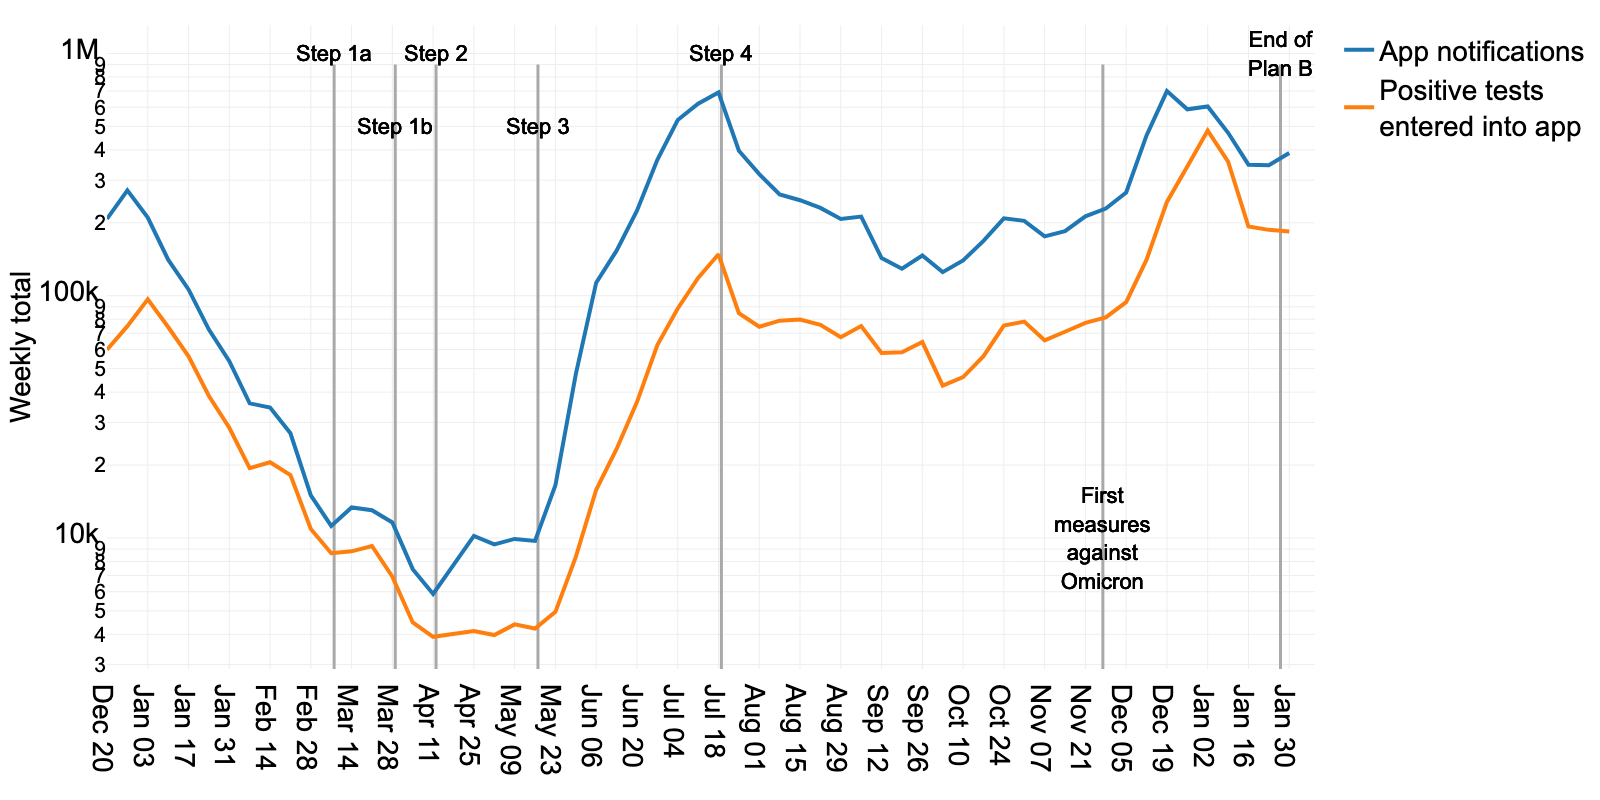 1M
9
8
7
6
5
4
3
2
100k
9
8
7
6
5
4
3
2
10k
9
8
7
6
5
4
3
Weekly total
Step 1a
Step 1b
Step 2
Step 3
Step 4
First
measures
against
Omicron
End of
Plan B
App notifications
Positive tests
entered into app
Dec 20
Jan 03
Jan 17
Jan 31
Feb 14
Feb 28
Mar 14
Mar 28
Apr 11
Apr 25
May 09
May 23
Jun 06
Jun 20
Jul 04
Jul 18
Aug 01
Aug 15
Aug 29
Sep 12
Sep 26
Oct 10
Oct 24
Nov 07
Nov 21
Dec 05
Dec 19
Jan 02
Jan 16
Jan 30